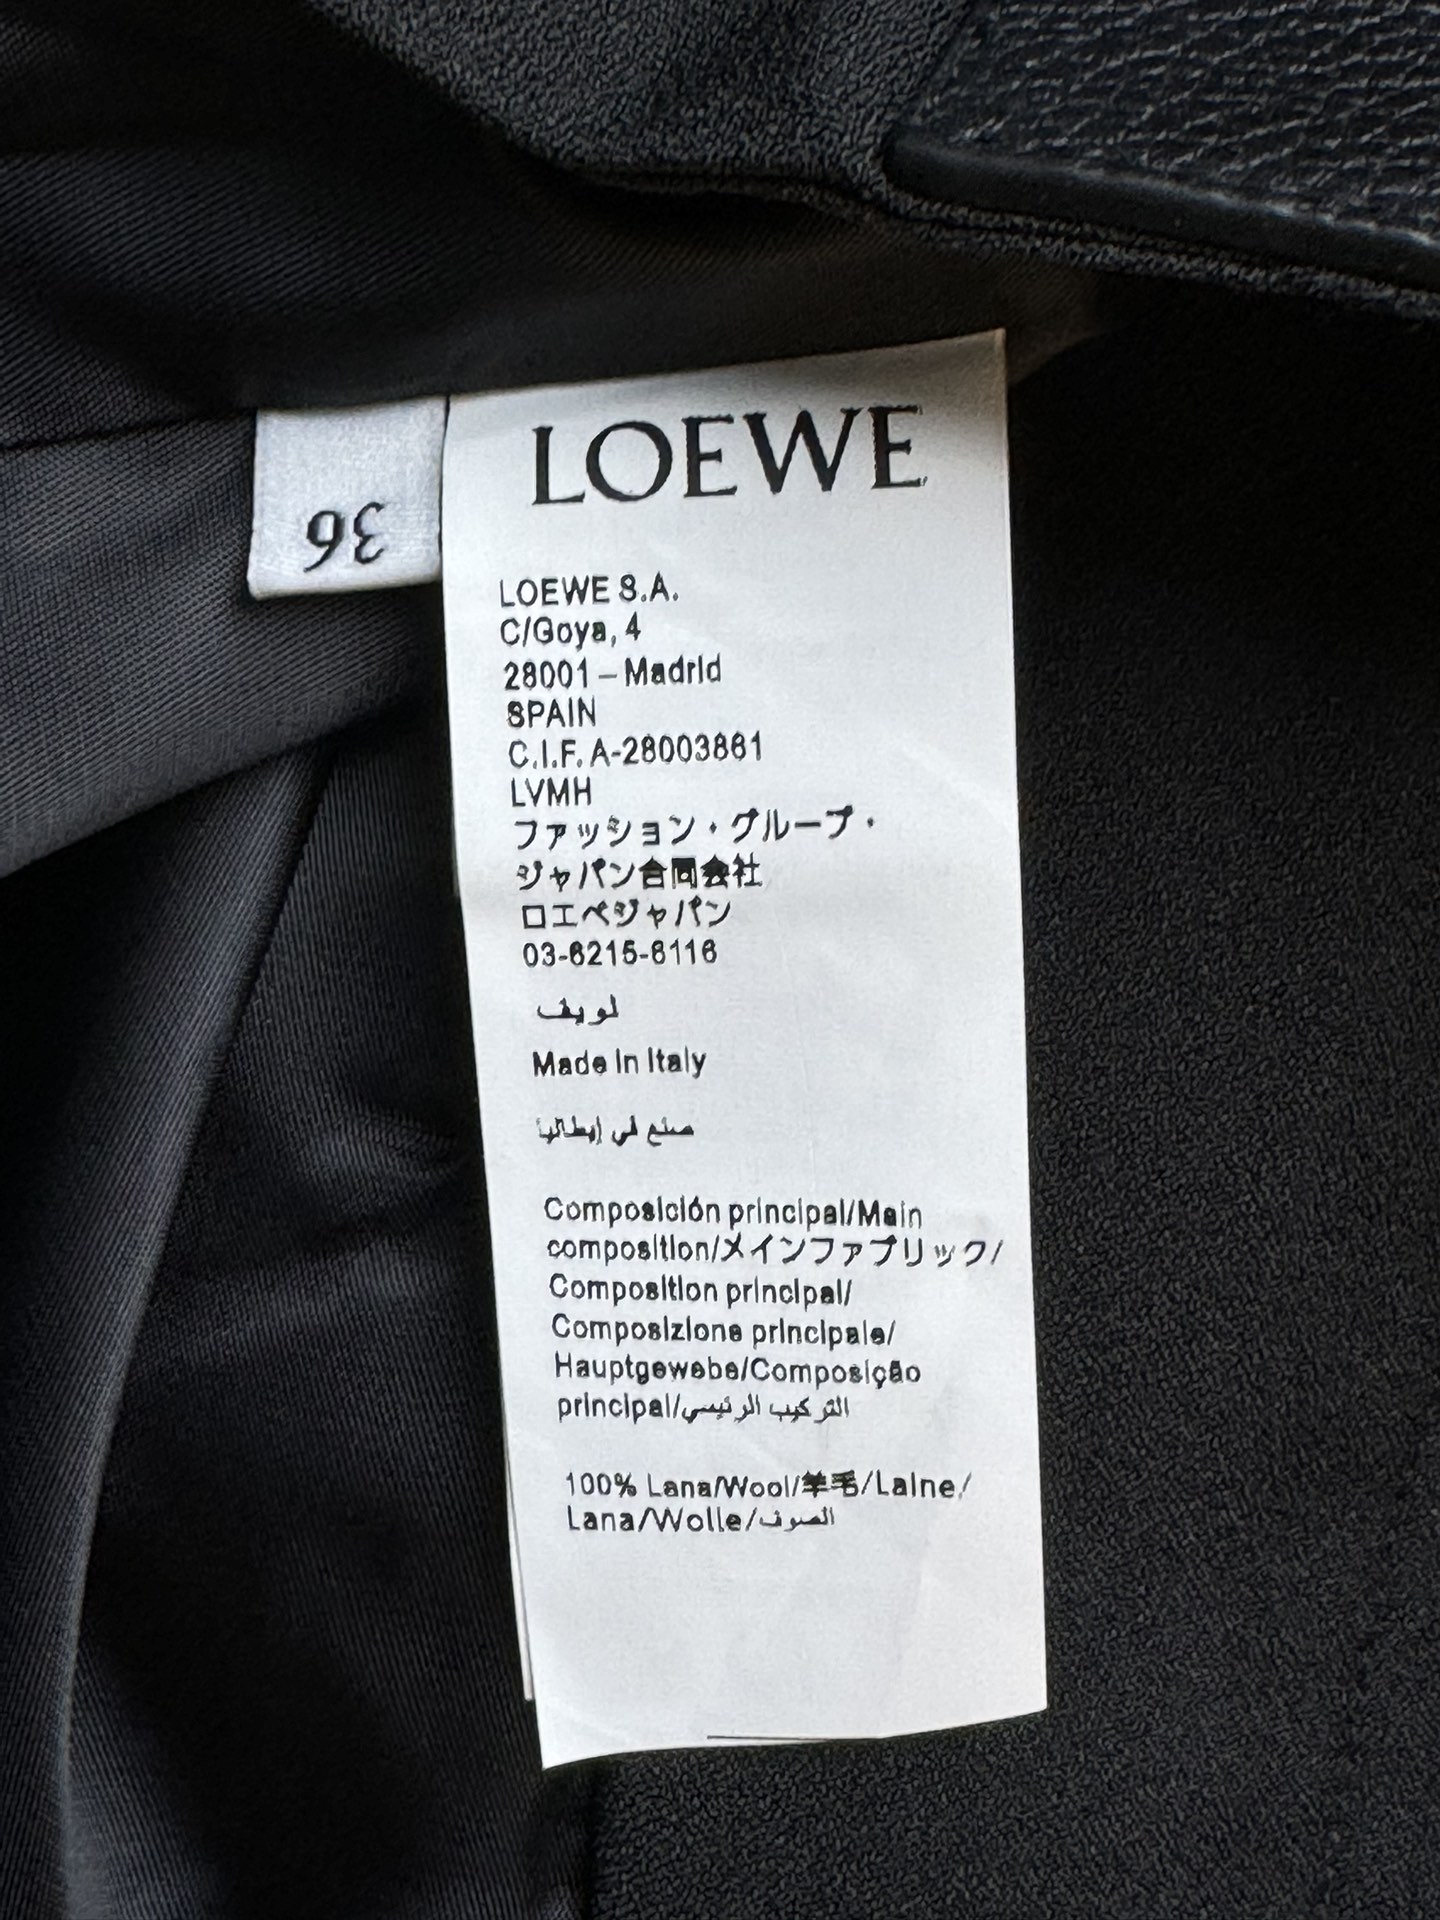 LOEWE
36
LOEWE S.A.
C/Goya, 4
28001 – Madrid
SPAIN
C.I.F. A-28003861
LVMH
ファッション・グループ・
ジャパン合同会社
ロエベジャパン
03-6215-6116
لويف
Made in Italy
صنع في إيطاليا
Composición principal/Main
composition/メインファブリック/
Composition principal/
Composizione principale/
Hauptgewebe/Composição
principal/التركيب الرئيسي
100% Lana/Wool/羊毛/Laine/
Lana/Wolle/الصوف